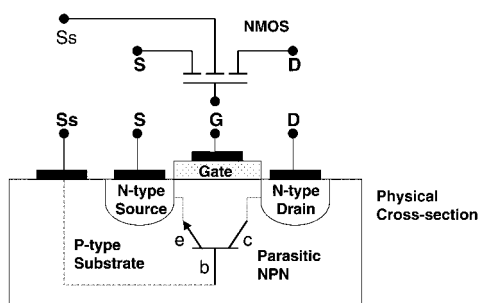 NMOS
Ss
S
D
Ss
S
G
D
Gate
N-type
Source
N-type
Drain
Physical
Cross-section
P-type
Substrate
e
c
Parasitic
NPN
b